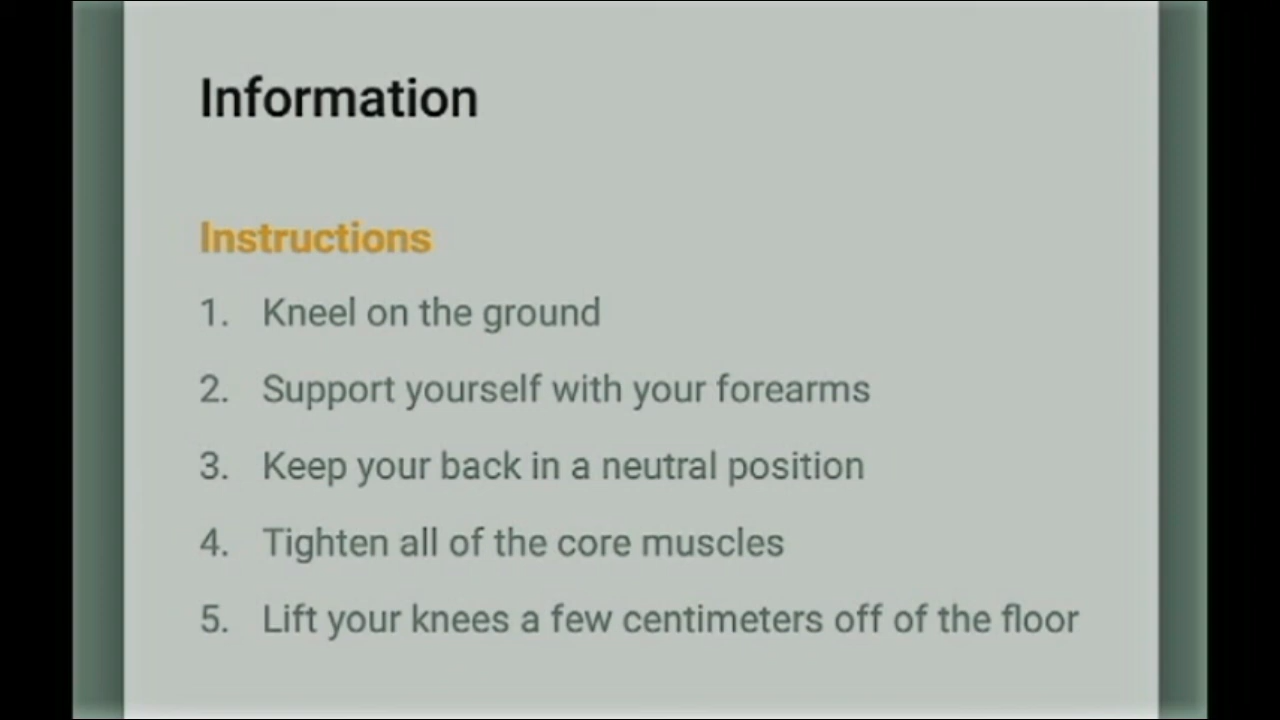 Information
Instructions
1. Kneel on the ground
2. Support yourself with your forearms
3. Keep your back in a neutral position
4. Tighten all of the core muscles
5. Lift your knees a few centimeters off of the floor